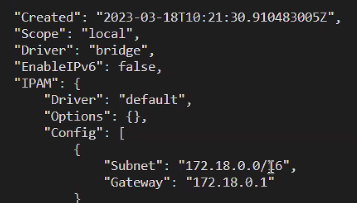 "Created": "2023-03-18T10:21:30.910483005Z",
"Scope": "local",
"Driver": "bridge",
"EnableIPv6": false,
"IPAM": {
"Driver": "default",
"Options": {},
"Config": [
{
"Subnet": "172.18.0.0/16",
"Gateway": "172.18.0.1"
}